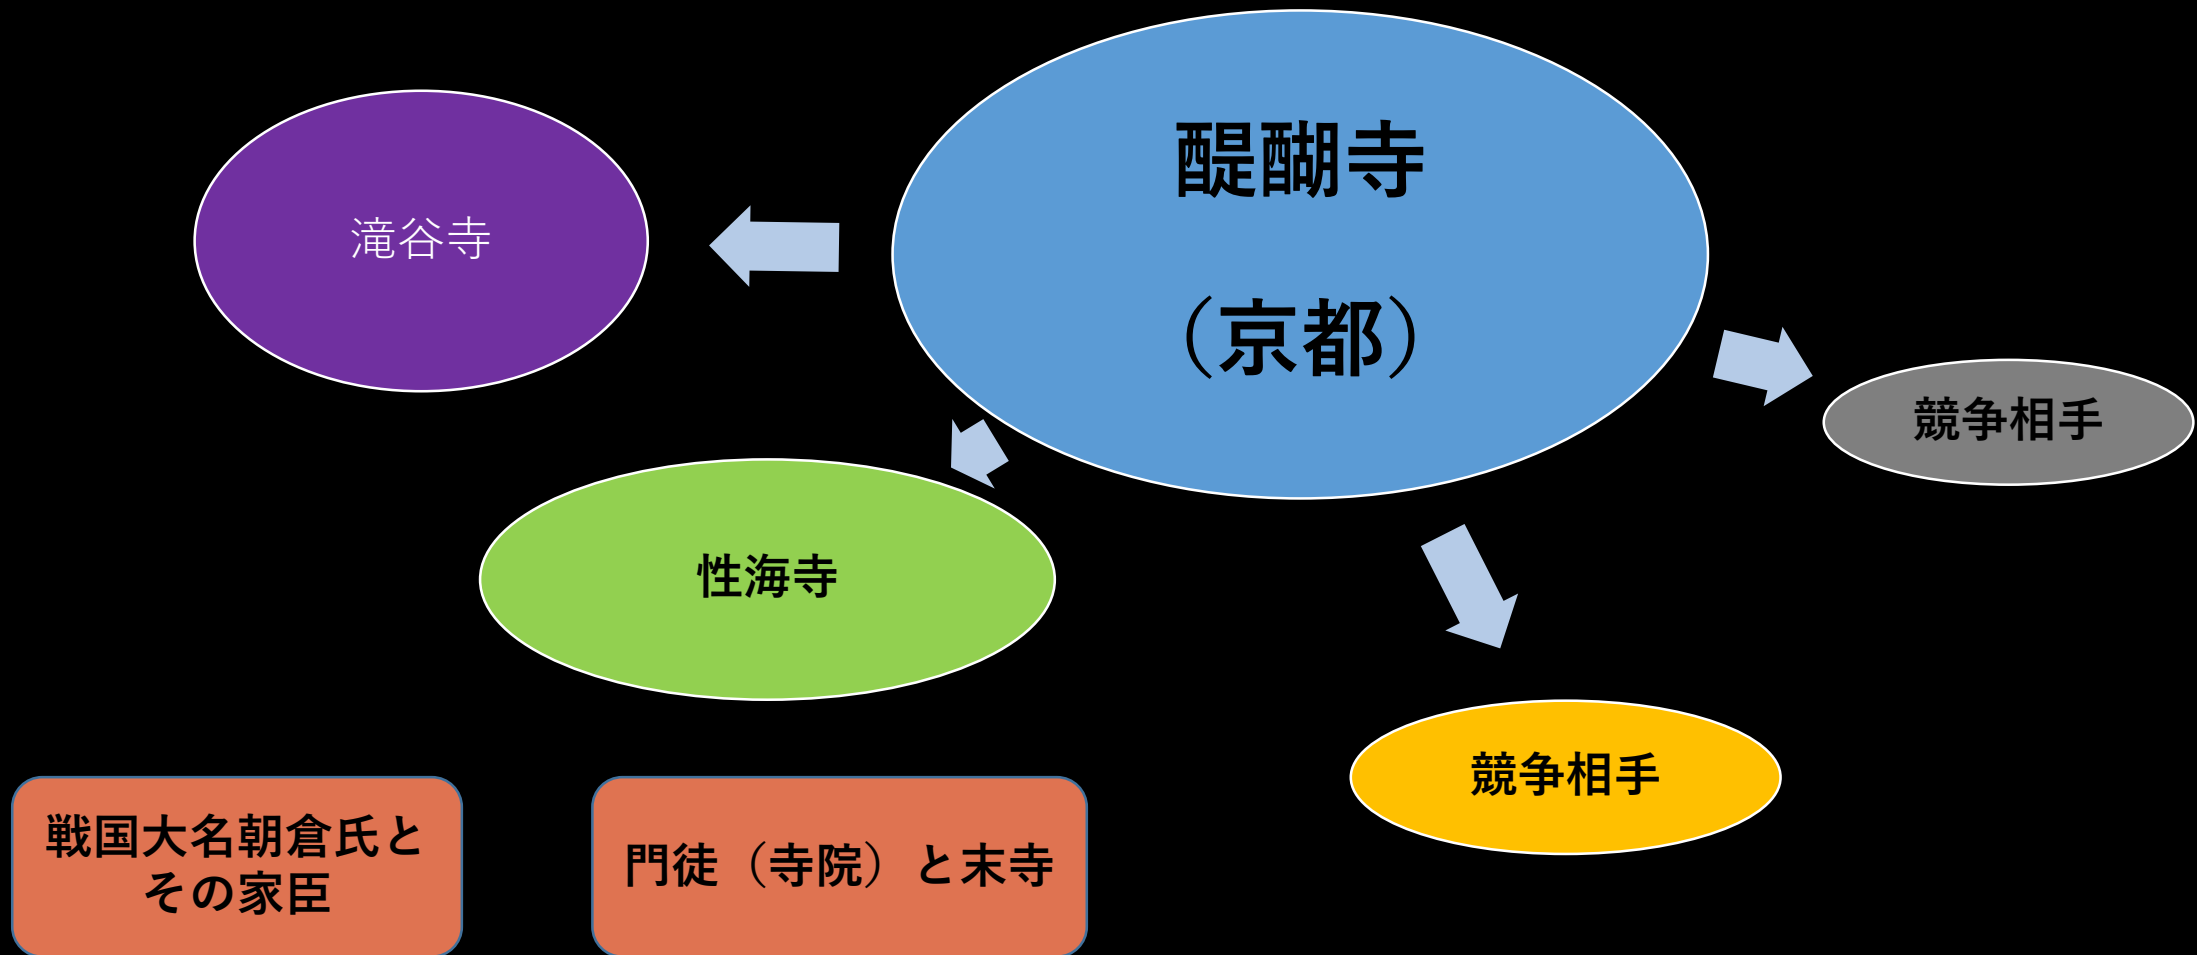 醍醐寺
（京都）
滝谷寺
競争相手
性海寺
競争相手
戦国大名朝倉氏と
その家臣
門徒（寺院）と末寺